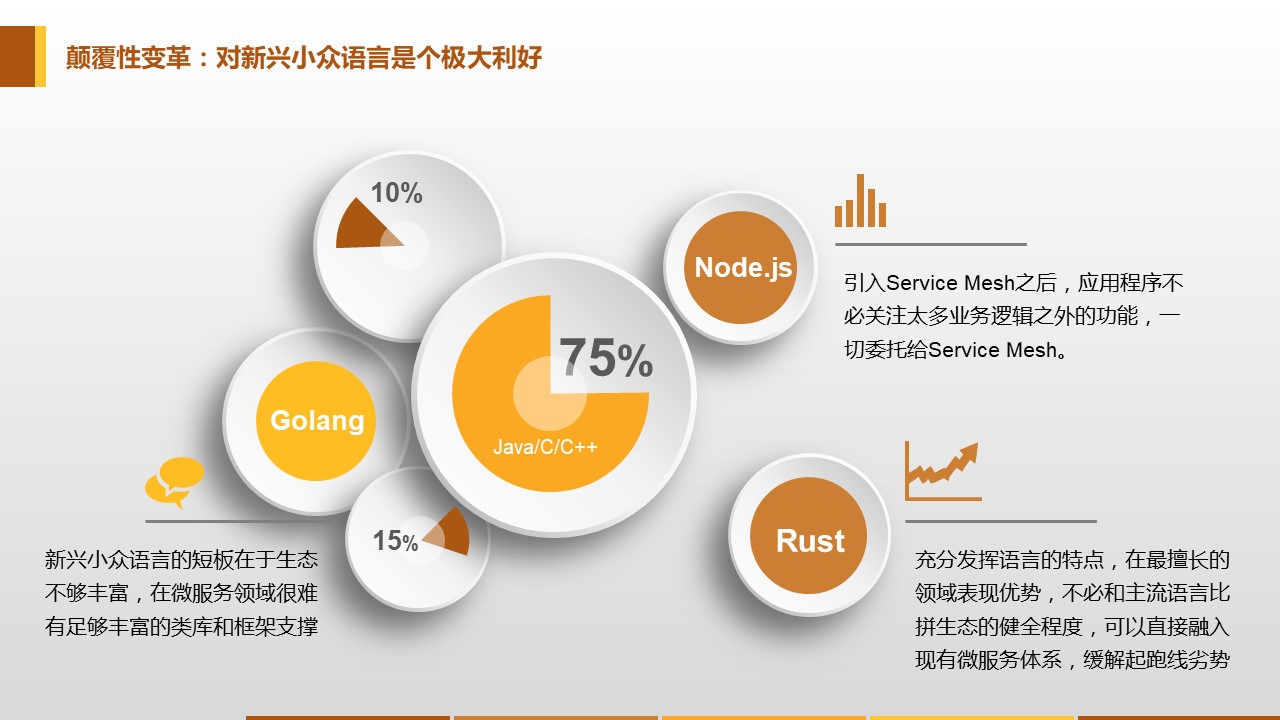 颠覆性变革：对新兴小众语言是个极大利好
10%
Node.js
引入Service Mesh之后，应用程序不
必关注太多业务逻辑之外的功能，一
切委托给Service Mesh。
75%
Java/C/C++
Golang
15%
新兴小众语言的短板在于生态
不够丰富，在微服务领域很难
有足够丰富的类库和框架支撑
Rust
充分发挥语言的特点，在最擅长的
领域表现优势，不必和主流语言比
拼生态的健全程度，可以直接融入
现有微服务体系，缓解起跑线劣势